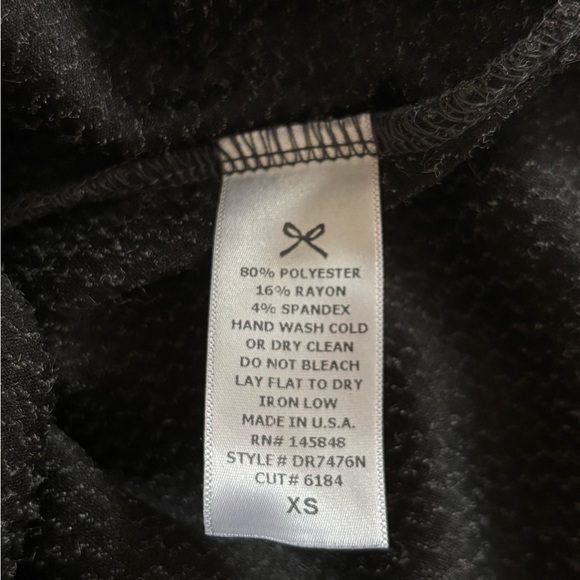 80% POLYESTER
16% RAYON
4% SPANDEX
HAND WASH COLD
OR DRY CLEAN
DO NOT BLEACH
LAY FLAT TO DRY
IRON LOW
MADE IN U.S.A.
RN# 145848
STYLE# DR7476N
CUT# 6184
XS